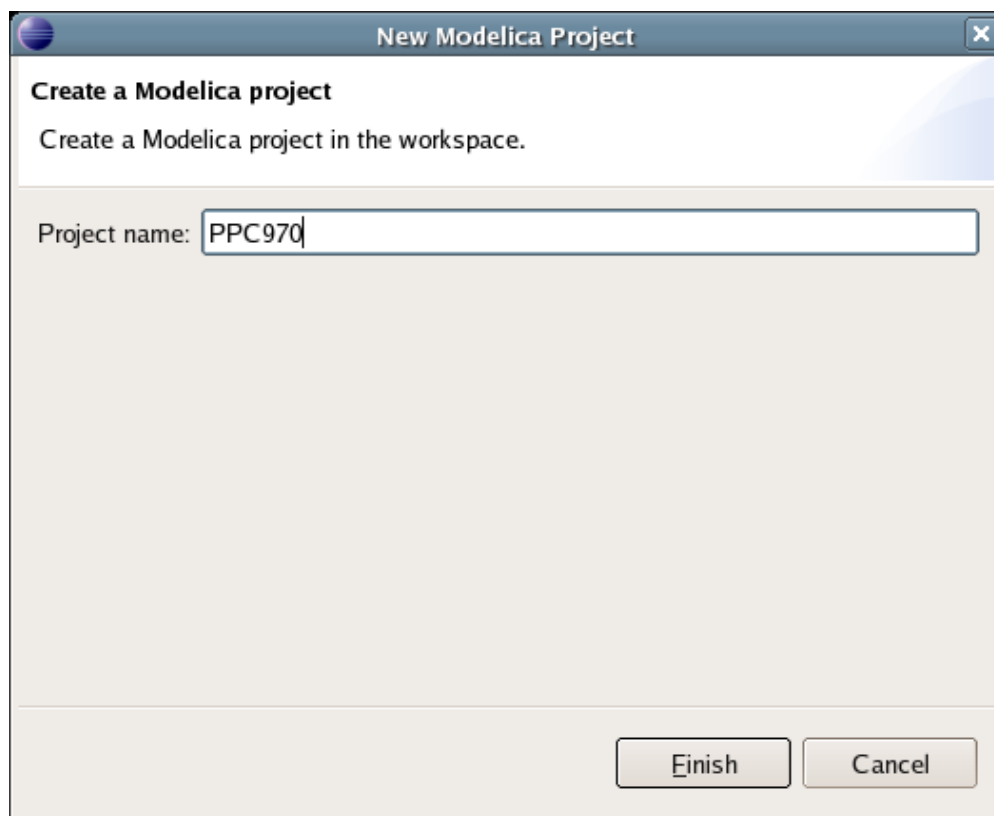 New Modelica Project
Create a Modelica project
Create a Modelica project in the workspace.
Project name: PPC970
Finish Cancel